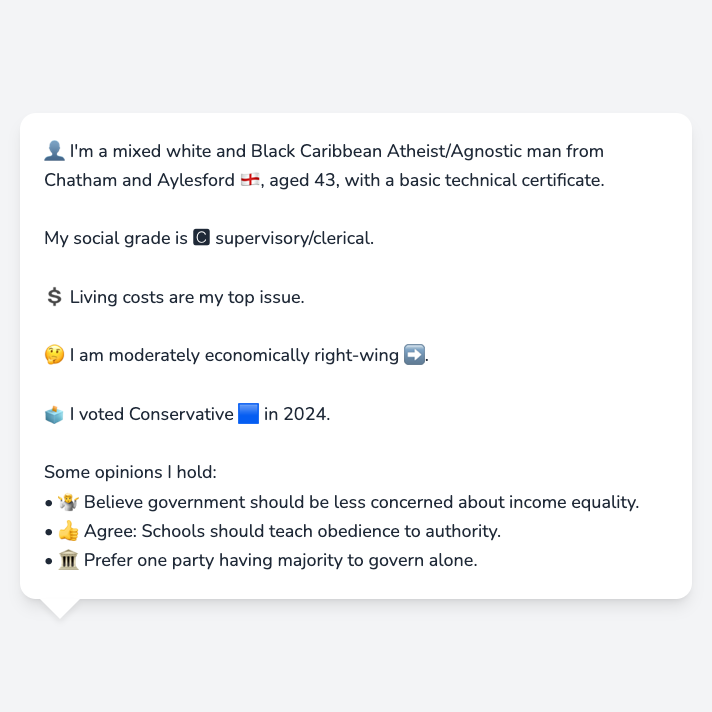 👤 I'm a mixed white and Black Caribbean Atheist/Agnostic man from
Chatham and Aylesford 🏴󠁧󠁢󠁥󠁮󠁧󠁿, aged 43, with a basic technical certificate.
My social grade is 🅲 supervisory/clerical.
💲 Living costs are my top issue.
🤔 I am moderately economically right-wing ➡️.
🗳️ I voted Conservative 🟦 in 2024.
Some opinions I hold:
• 🤷 Believe government should be less concerned about income equality.
• 👍 Agree: Schools should teach obedience to authority.
• 🏛️ Prefer one party having majority to govern alone.